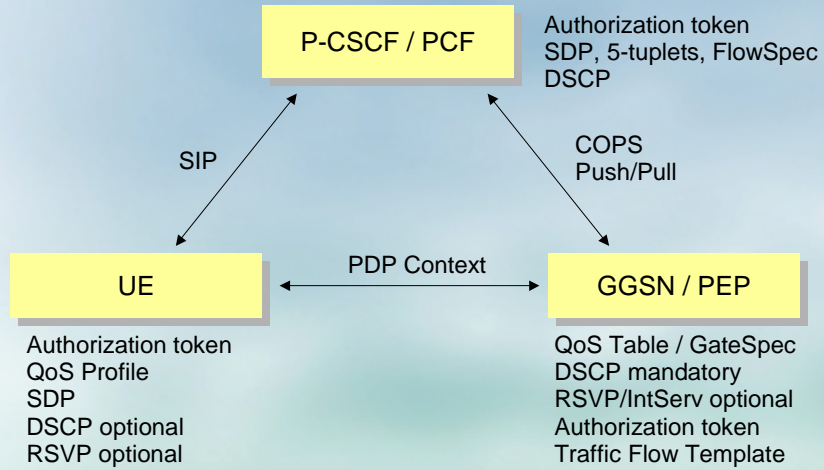 P-CSCF / PCF
Authorization token
SDP, 5-tuplets, FlowSpec
DSCP
SIP
COPS
Push/Pull
UE
PDP Context
GGSN / PEP
Authorization token
QoS Profile
SDP
DSCP optional
RSVP optional
QoS Table / GateSpec
DSCP mandatory
RSVP/IntServ optional
Authorization token
Traffic Flow Template